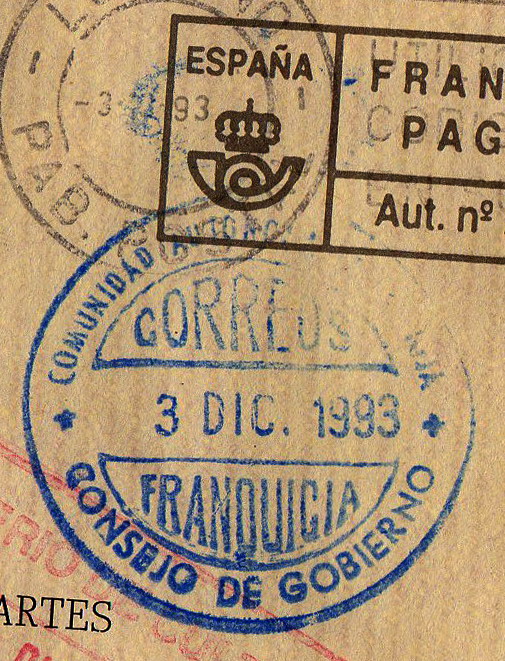 ESPAÑA
FRAN
PAG
Aut. nº
-3
93
PAB.
COMUNIDAD
CORREOS
3 DIC. 1993
FRANQUICIA
CONSEJO DE GOBIERNO
ARTES